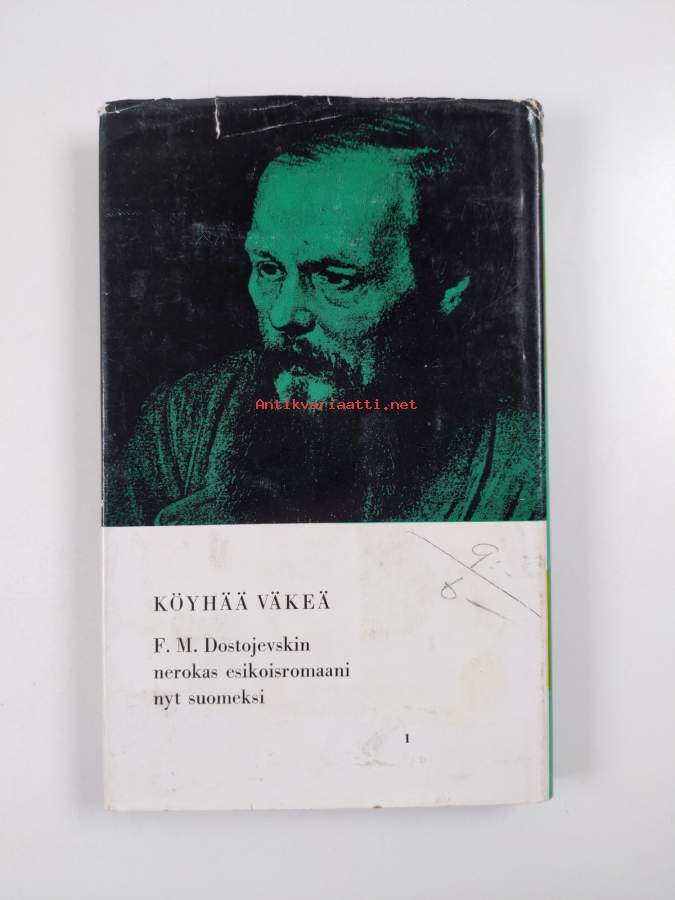 Antikvariaatti.net
KÖYHÄÄ VÄKEÄ
F. M. Dostojevskin
nerokas esikoisromaani
nyt suomeksi
1